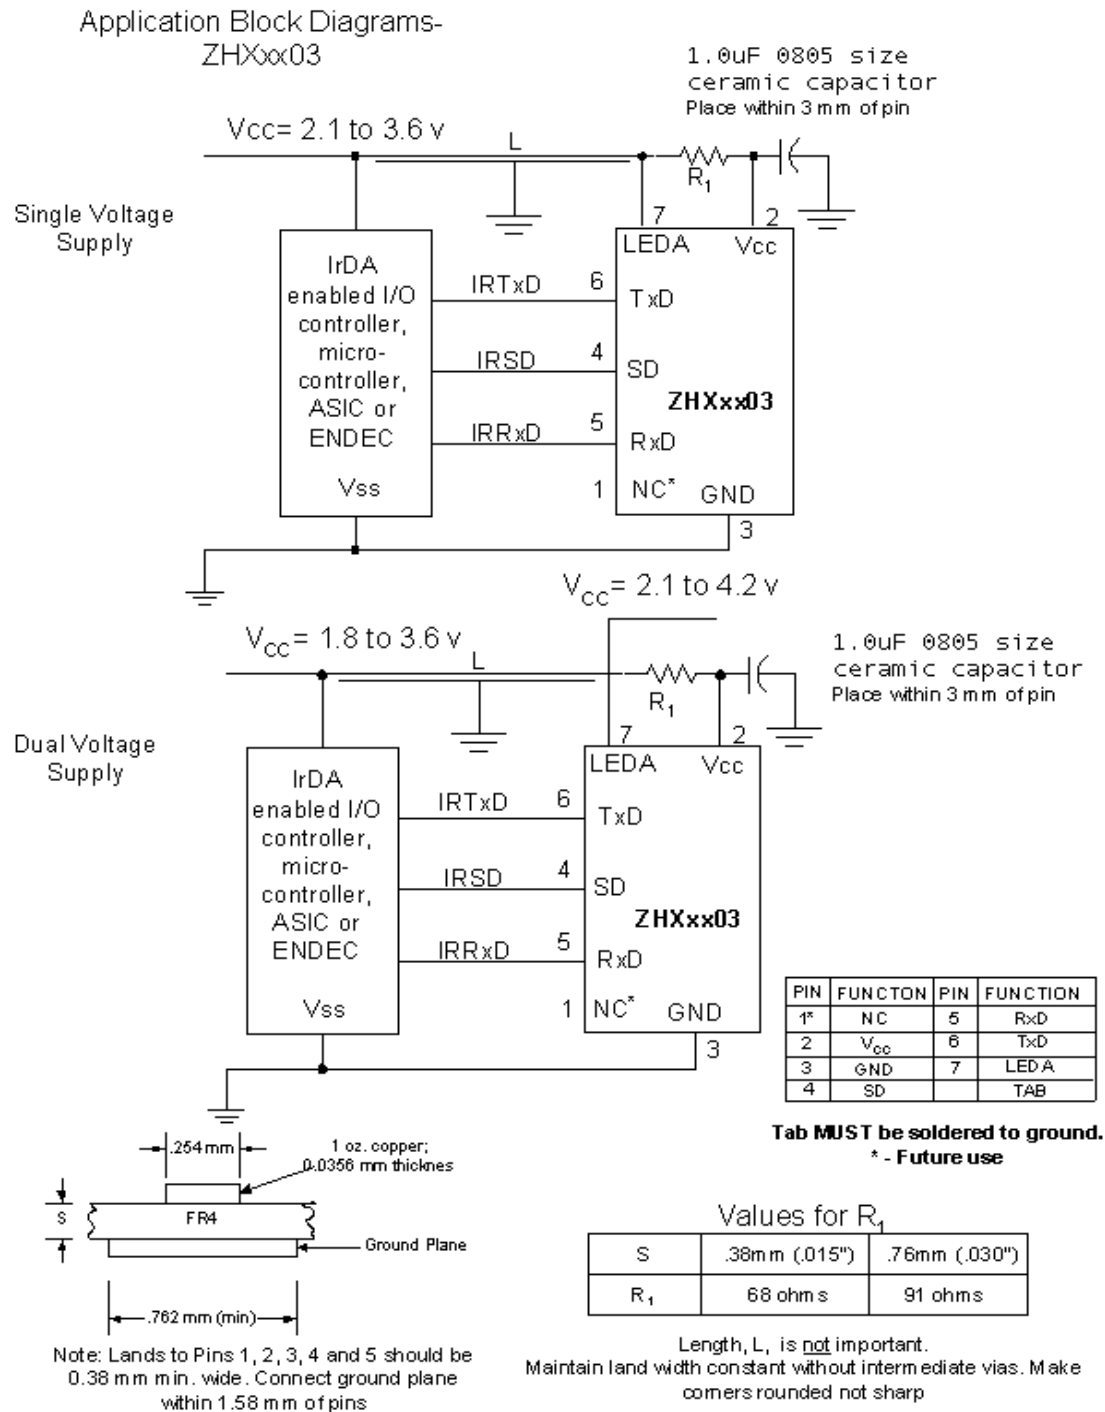 Application Block Diagrams-
ZHXxx03
1.0uF 0805 size
ceramic capacitor
Place within 3 mm of pin
Vcc= 2.1 to 3.6 v
L
R1
Single Voltage
Supply
7
2
LEDA
Vcc
IrDA
enabled I/O
controller,
micro-
controller,
ASIC or
ENDEC
Vss
IRTxD
6
TxD
IRSD
4
SD
ZHXxx03
IRRxD
5
RxD
1
NC*
GND
3
VCC= 2.1 to 4.2 v
VCC= 1.8 to 3.6 v
L
R1
1.0uF 0805 size
ceramic capacitor
Place within 3 mm of pin
Dual Voltage
Supply
7
2
LEDA
Vcc
IrDA
enabled I/O
controller,
micro-
controller,
ASIC or
ENDEC
Vss
IRTxD
6
TxD
IRSD
4
SD
ZHXxx03
IRRxD
5
RxD
1
NC*
GND
3
PIN FUNCTON PIN FUNCTION
1* NC 5 RxD
2 Vcc 6 TxD
3 GND 7 LEDA
4 SD TAB
Tab MUST be soldered to ground.
* - Future use
.254 mm
1 oz. copper;
0.0356 mm thicknes
S
FR4
Ground Plane
.762 mm (min)
Note: Lands to Pins 1, 2, 3, 4 and 5 should be
0.38 mm min. wide. Connect ground plane
within 1.58 mm of pins
Values for R1
S .38mm (.015") .76mm (.030")
R1 68 ohms 91 ohms
Length, L, is not important.
Maintain land width constant without intermediate vias. Make
corners rounded not sharp